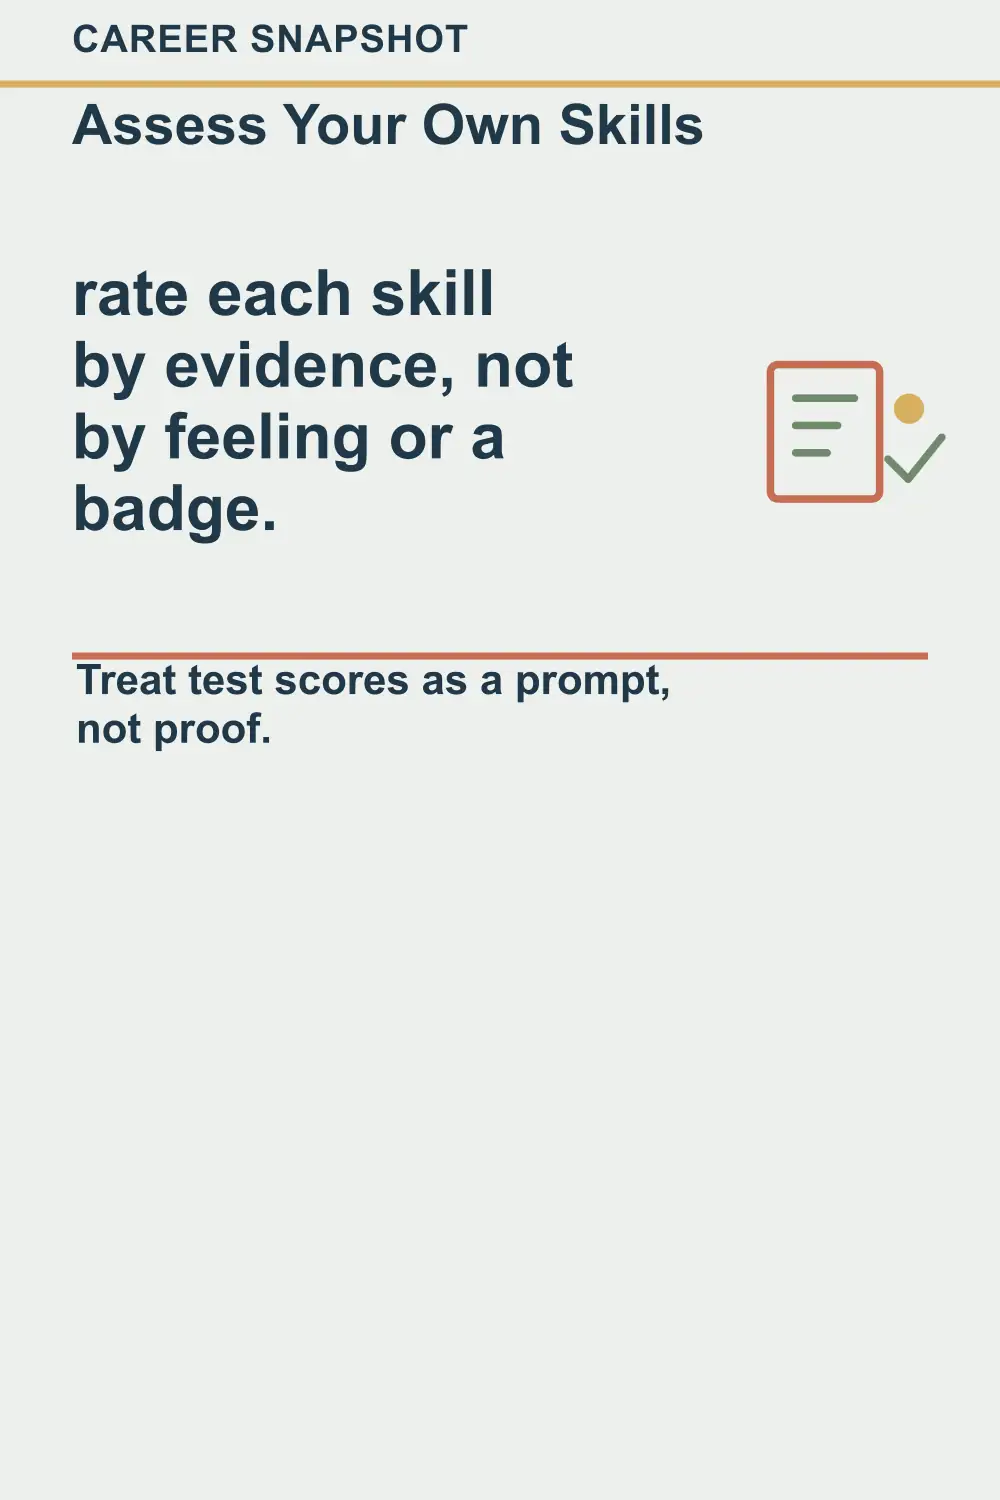 CAREER SNAPSHOT
Assess Your Own Skills
rate each skill
by evidence, not
by feeling or a
badge.
Treat test scores as a prompt,
not proof.